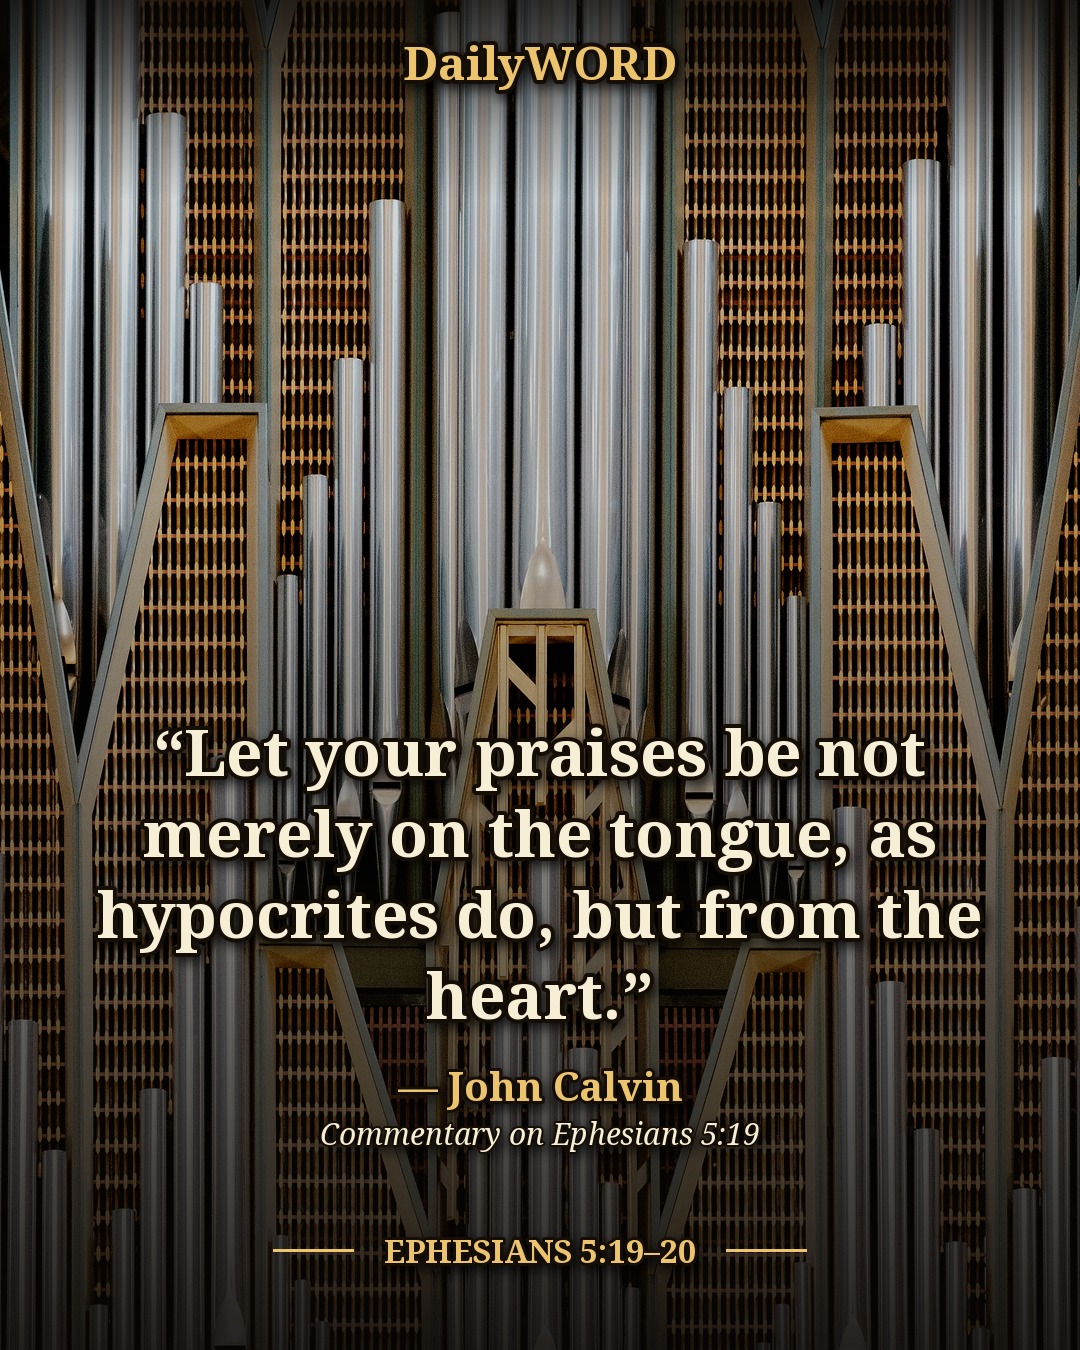 DailyWORD
“Let your praises be not
merely on the tongue, as
hypocrites do, but from the
heart.”
— John Calvin
Commentary on Ephesians 5:19
EPHESIANS 5:19–20